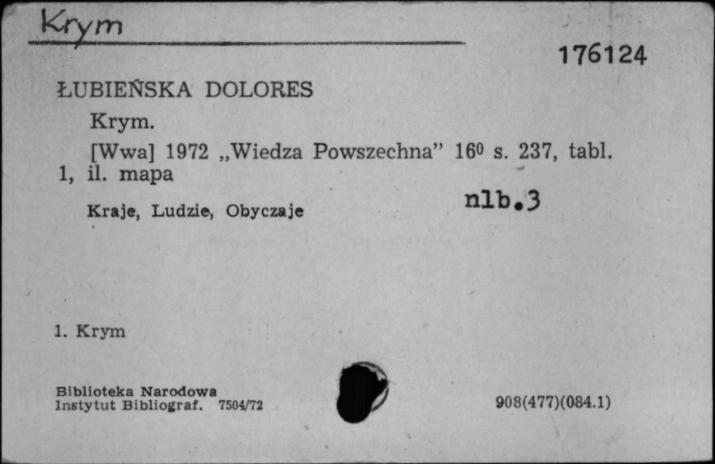 Krym
176124
ŁUBIEŃSKA DOLORES
Krym.
[Wwa] 1972 „Wiedza Powszechna” 16⁰ s. 237, tabl.
1, il. mapa
nlb.3
Kraje, Ludzie, Obyczaje
1. Krym
Biblioteka Narodowa
Instytut Bibliograf. 7504/72
908(477)(084.1)